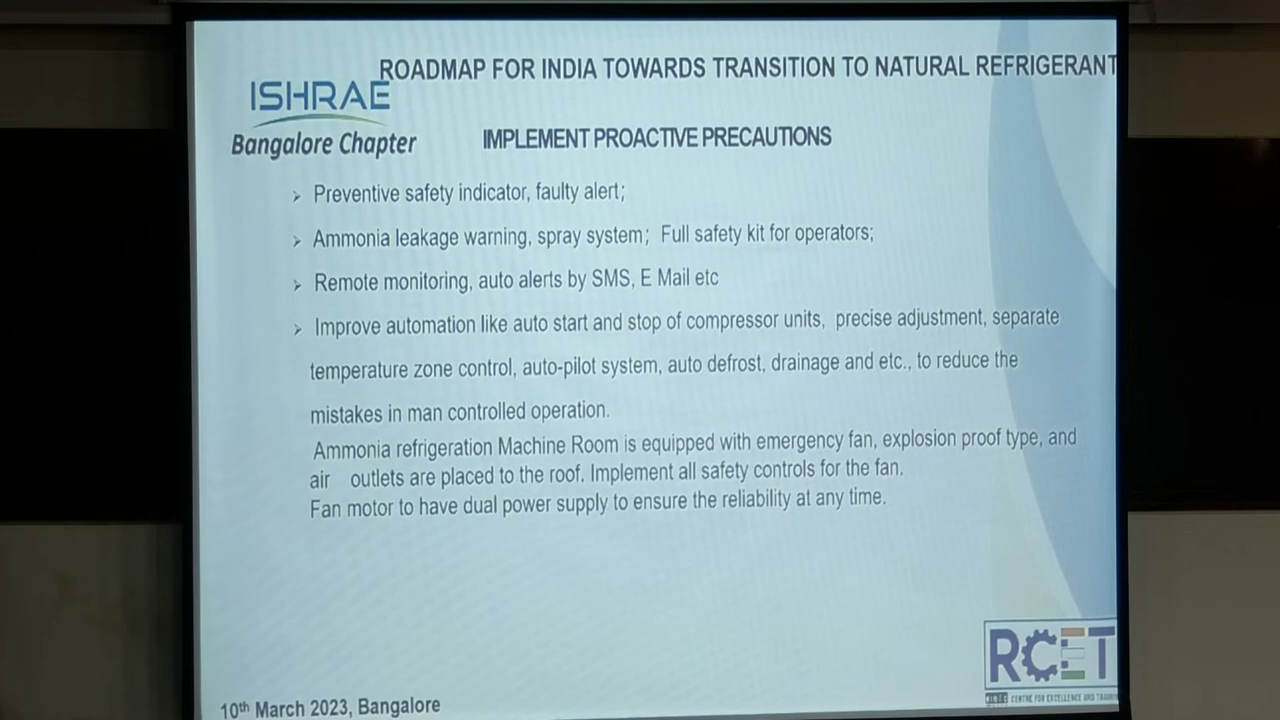 ROADMAP FOR INDIA TOWARDS TRANSITION TO NATURAL REFRIGERANT
ISHRAE
Bangalore Chapter
IMPLEMENT PROACTIVE PRECAUTIONS
➢ Preventive safety indicator, faulty alert;
➢ Ammonia leakage warning, spray system; Full safety kit for operators;
➢ Remote monitoring, auto alerts by SMS, E Mail etc
➢ Improve automation like auto start and stop of compressor units, precise adjustment, separate
temperature zone control, auto-pilot system, auto defrost, drainage and etc., to reduce the
mistakes in man controlled operation.
Ammonia refrigeration Machine Room is equipped with emergency fan, explosion proof type, and
air outlets are placed to the roof. Implement all safety controls for the fan.
Fan motor to have dual power supply to ensure the reliability at any time.
RCET
CENTRE FOR EXCELLENCE AND
10th March 2023, Bangalore